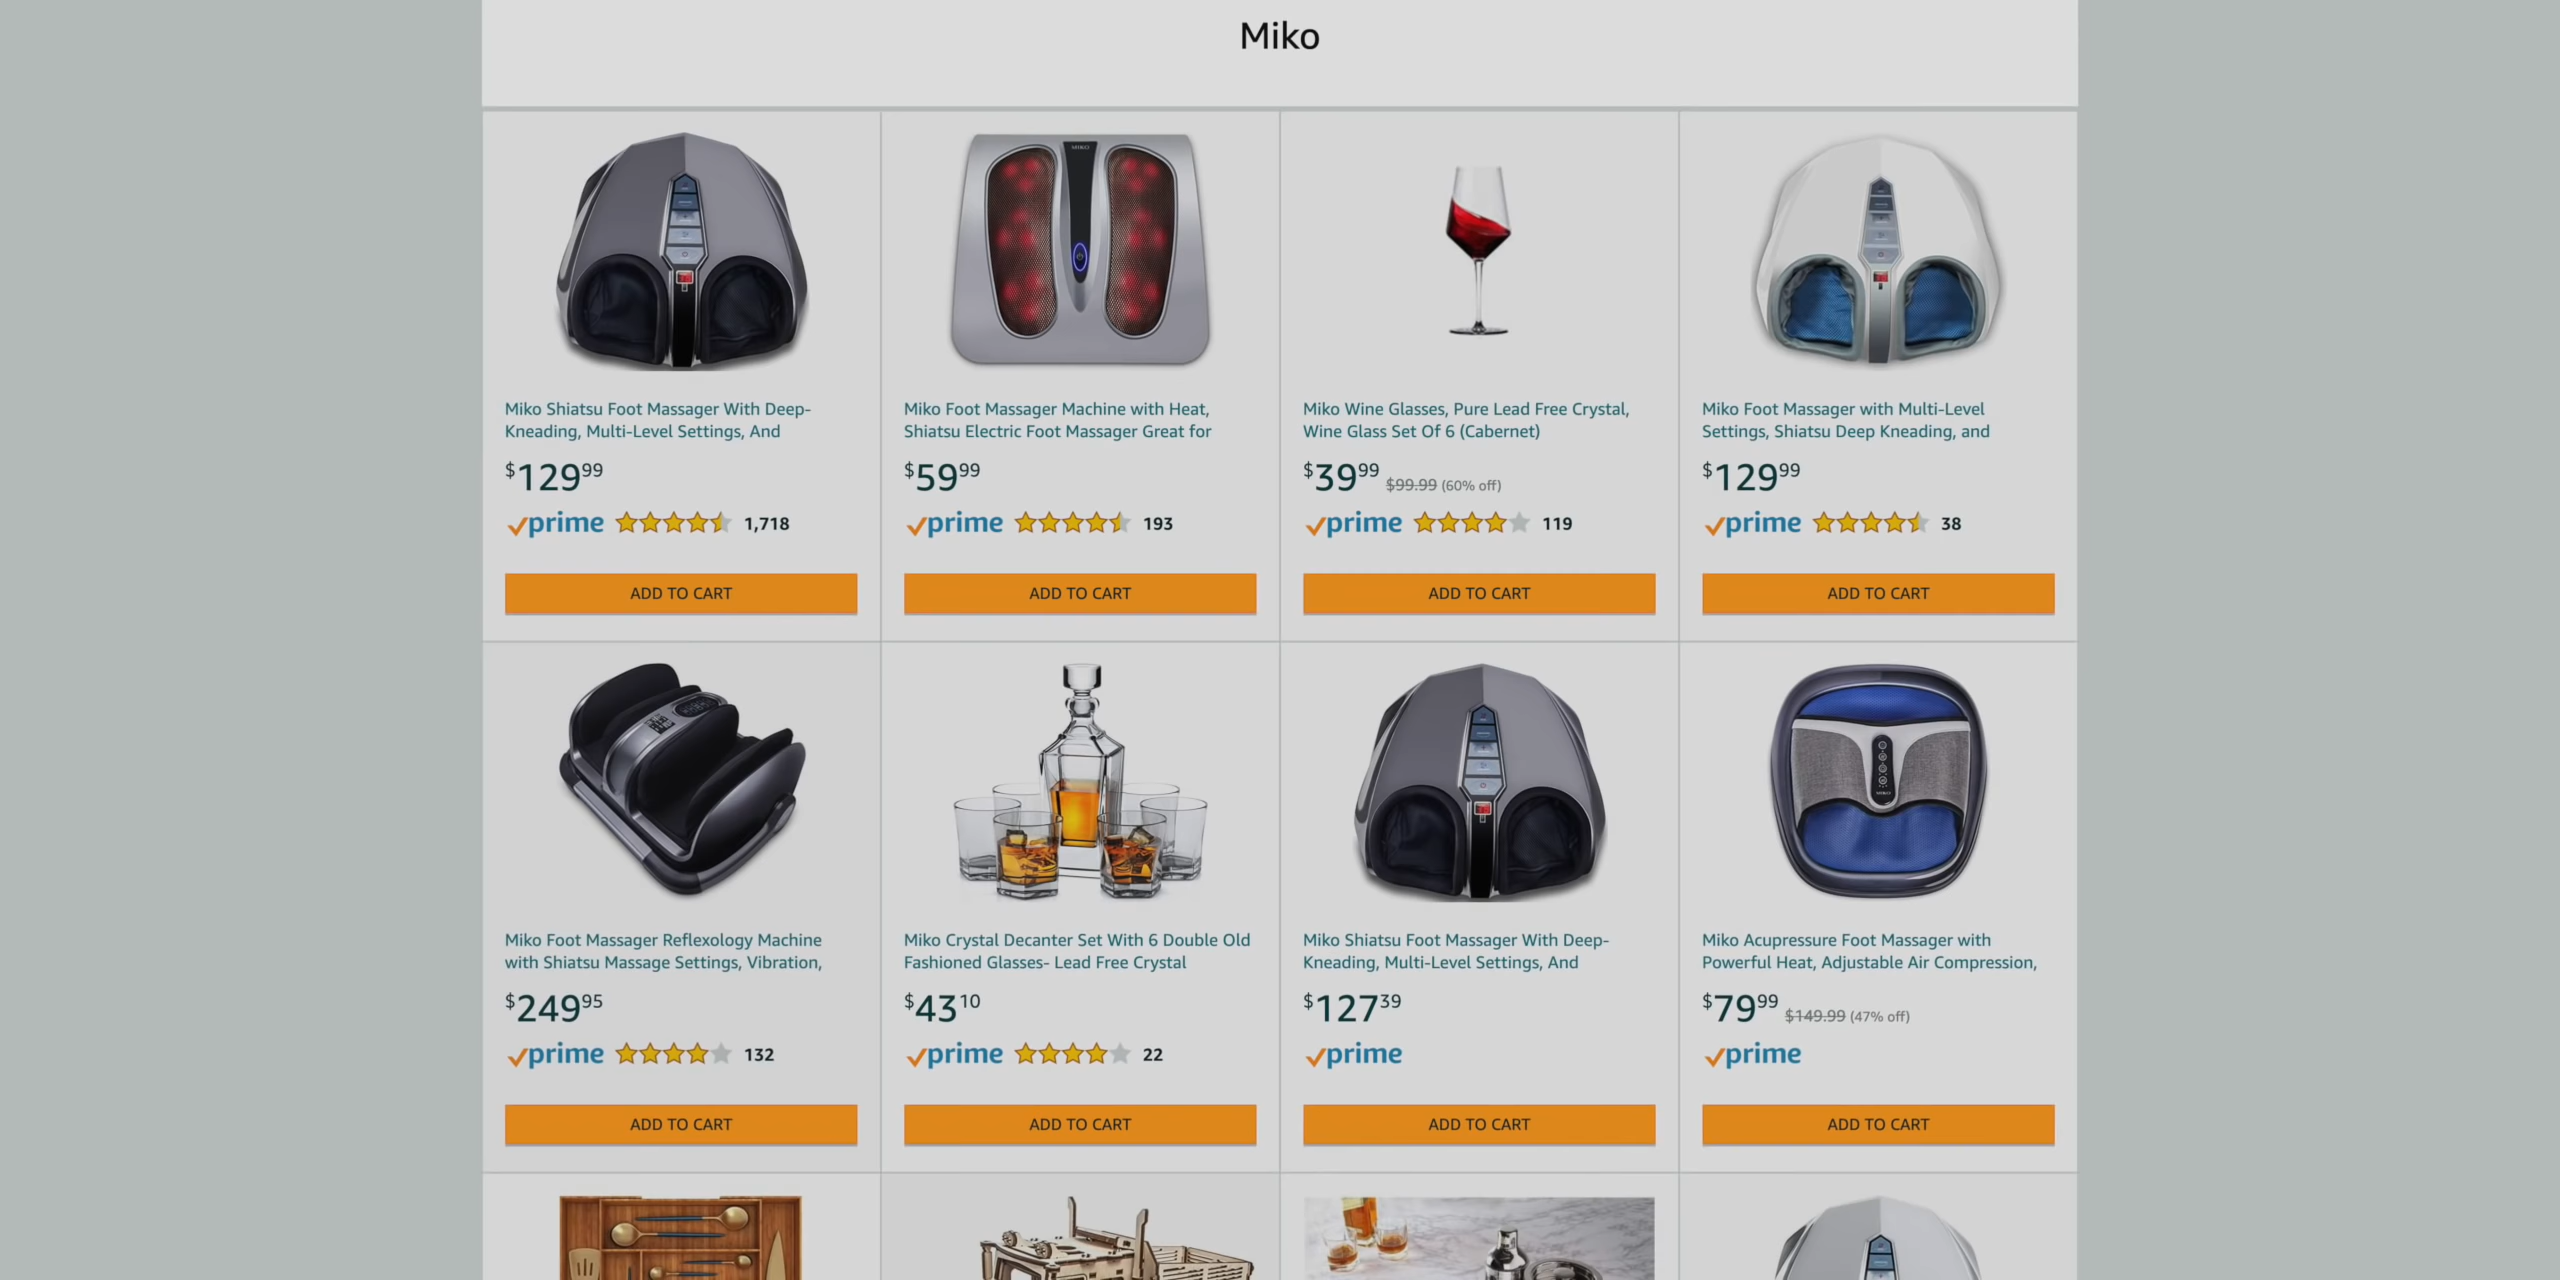 Miko
MIKO
Miko Shiatsu Foot Massager With Deep-
Kneading, Multi-Level Settings, And
$129 99
prime 1,718
ADD TO CART
Miko Foot Massager Machine with Heat,
Shiatsu Electric Foot Massager Great for
$59 99
prime 193
ADD TO CART
Miko Wine Glasses, Pure Lead Free Crystal,
Wine Glass Set Of 6 (Cabernet)
$39 99 $99.99 (60% off)
prime 119
ADD TO CART
Miko Foot Massager with Multi-Level
Settings, Shiatsu Deep Kneading, and
$129 99
prime 38
ADD TO CART
MIKO
Miko Foot Massager Reflexology Machine
with Shiatsu Massage Settings, Vibration,
$249 95
prime 132
ADD TO CART
Miko Crystal Decanter Set With 6 Double Old
Fashioned Glasses- Lead Free Crystal
$43 10
prime 22
ADD TO CART
Miko Shiatsu Foot Massager With Deep-
Kneading, Multi-Level Settings, And
$127 39
prime
ADD TO CART
Miko Acupressure Foot Massager with
Powerful Heat, Adjustable Air Compression,
$79 99 $149.99 (47% off)
prime
ADD TO CART